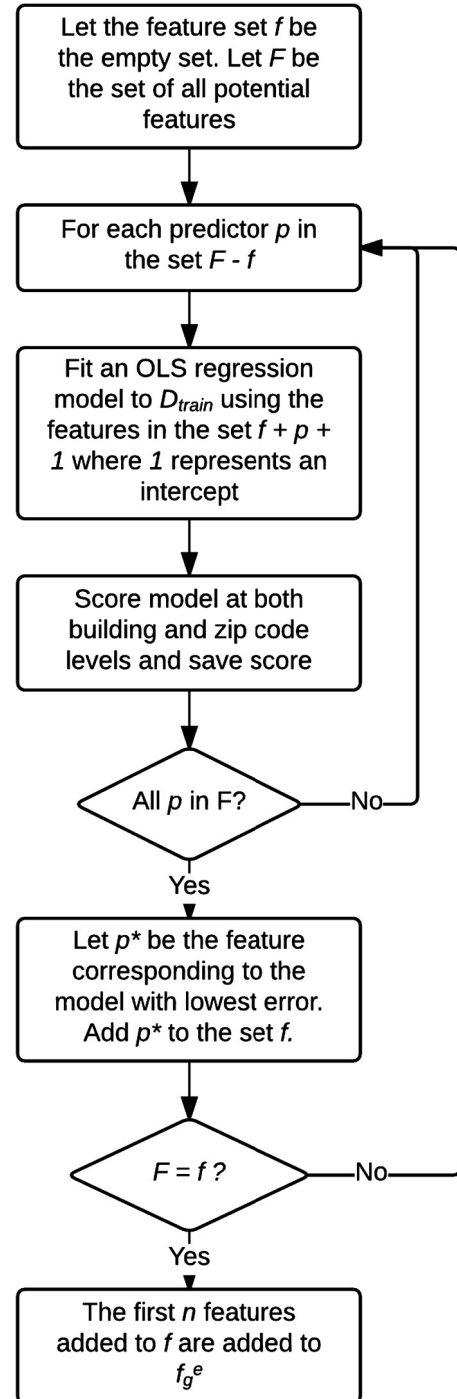 Let the feature set f be
the empty set. Let F be
the set of all potential
features
For each predictor p in
the set F - f
Fit an OLS regression
model to Dtrain using the
features in the set f + p +
1 where 1 represents an
intercept
Score model at both
building and zip code
levels and save score
All p in F?
No
Yes
Let p* be the feature
corresponding to the
model with lowest error.
Add p* to the set f.
F = f ?
No
Yes
The first n features
added to f are added to
fge